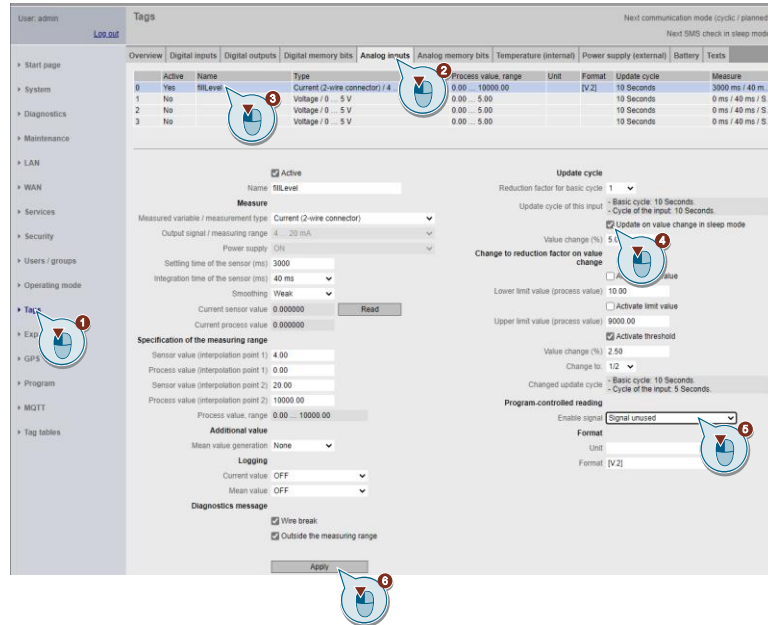 User: admin
Log out
Tags
Next communication mode (cyclic / planned
Next SMS check in sleep mode
Start page
System
Diagnostics
Maintenance
LAN
WAN
Services
Security
Users / groups
Operating mode
Tags
Exp
GPS
Program
MQTT
Tag tables
Overview Digital inputs Digital outputs Digital memory bits Analog inputs Analog memory bits Temperature (internal) Power supply (external) Battery Texts
Active Name Type Process value, range Unit Format Update cycle Measure
0 Yes fillLevel Current (2-wire connector) / 4 ... 0.00 ... 10000.00 [V.2] 10 Seconds 3000 ms / 40 m...
1 No Voltage / 0 ... 5 V 0.00 ... 5.00 10 Seconds 0 ms / 40 ms / S.
2 No Voltage / 0 ... 5 V 0.00 ... 5.00 10 Seconds 0 ms / 40 ms / S.
3 No Voltage / 0 ... 5 V 0.00 ... 5.00 10 Seconds 0 ms / 40 ms / S.
Active
Name fillLevel
Measure
Measured variable / measurement type Current (2-wire connector)
Output signal / measuring range 4 ... 20 mA
Power supply ON
Settling time of the sensor (ms) 3000
Integration time of the sensor (ms) 40 ms
Smoothing Weak
Current sensor value 0.000000 Read
Current process value 0.000000
Specification of the measuring range
Sensor value (interpolation point 1) 4.00
Process value (interpolation point 1) 0.00
Sensor value (interpolation point 2) 20.00
Process value (interpolation point 2) 10000.00
Process value, range 0.00 ... 10000.00
Additional value
Mean value generation None
Logging
Current value OFF
Mean value OFF
Diagnostics message
Wire break
Outside the measuring range
Apply
Update cycle
Reduction factor for basic cycle 1
Update cycle of this input - Basic cycle: 10 Seconds.
- Cycle of the input: 10 Seconds.
Update on value change in sleep mode
Value change (%) 5.0
Change to reduction factor on value
change
Lower limit value (process value) 10.00
Activate limit value
Upper limit value (process value) 9000.00
Activate threshold
Value change (%) 2.50
Change to: 1/2
Changed update cycle - Basic cycle: 10 Seconds.
- Cycle of the input: 5 Seconds.
Program-controlled reading
Enable signal Signal unused
Format
Unit
Format [V.2]
1
2
3
4
5
6